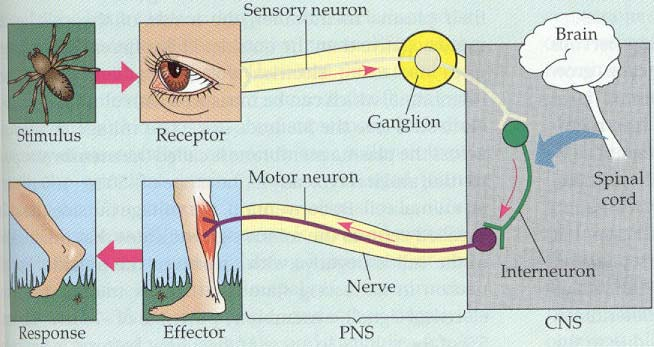 Sensory neuron
Brain
Ganglion
Stimulus
Receptor
Motor neuron
Spinal
cord
Interneuron
Nerve
Response
Effector
PNS
CNS